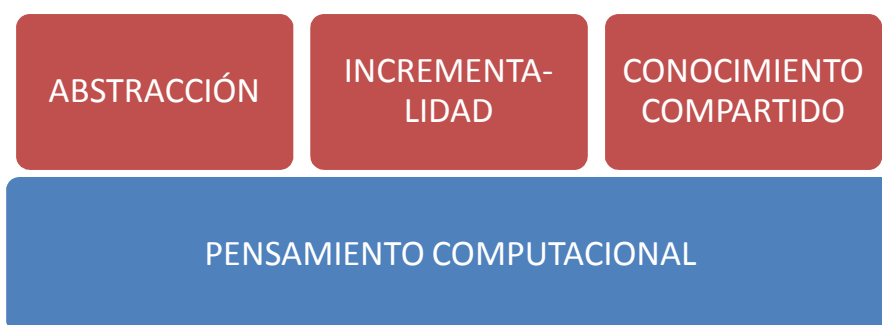 ABSTRACCIÓN
INCREMENTA-
LIDAD
CONOCIMIENTO
COMPARTIDO
PENSAMIENTO COMPUTACIONAL